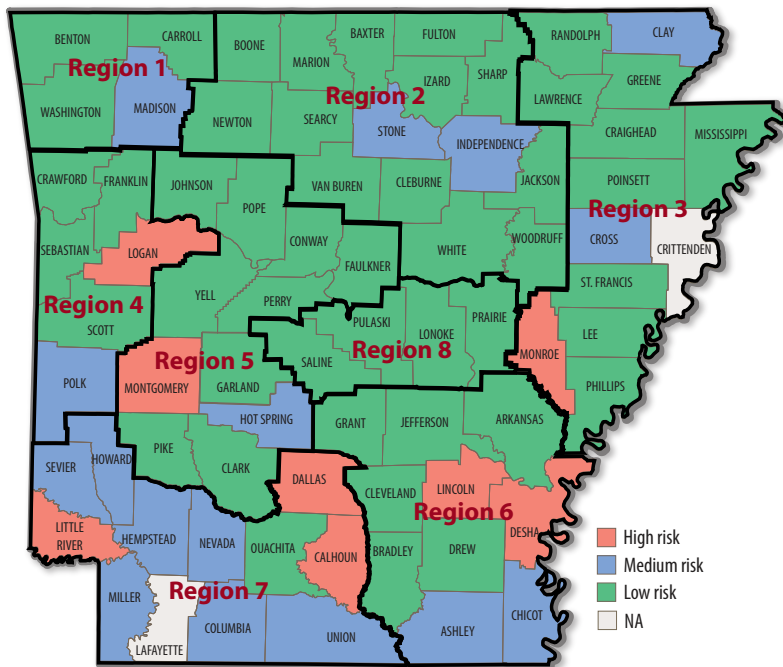 BENTON
CARROLL
BOONE
MARION
BAXTER
FULTON
RANDOLPH
CLAY
Region 1
IZARD
SHARP
GREENE
WASHINGTON
MADISON
NEWTON
SEARCY
Region 2
STONE
LAWRENCE
INDEPENDENCE
CRAIGHEAD
MISSISSIPPI
CRAWFORD
FRANKLIN
JOHNSON
POPE
VAN BUREN
CLEBURNE
JACKSON
POINSETT
Region 3
SEBASTIAN
LOGAN
CONWAY
FAULKNER
WHITE
WOODRUFF
CROSS
CRITTENDEN
Region 4
SCOTT
YELL
PERRY
PULASKI
LONOKE
PRAIRIE
ST. FRANCIS
LEE
MONROE
PHILLIPS
POLK
Region 5
MONTGOMERY
GARLAND
SALINE
Region 8
HOT SPRING
GRANT
JEFFERSON
ARKANSAS
PIKE
CLARK
SEVIER
HOWARD
DALLAS
CLEVELAND
LINCOLN
Region 6
DESHA
LITTLE
RIVER
HEMPSTEAD
NEVADA
OUACHITA
CALHOUN
BRADLEY
DREW
Region 7
MILLER
LAFAYETTE
COLUMBIA
UNION
ASHLEY
CHICOT
High risk
Medium risk
Low risk
NA